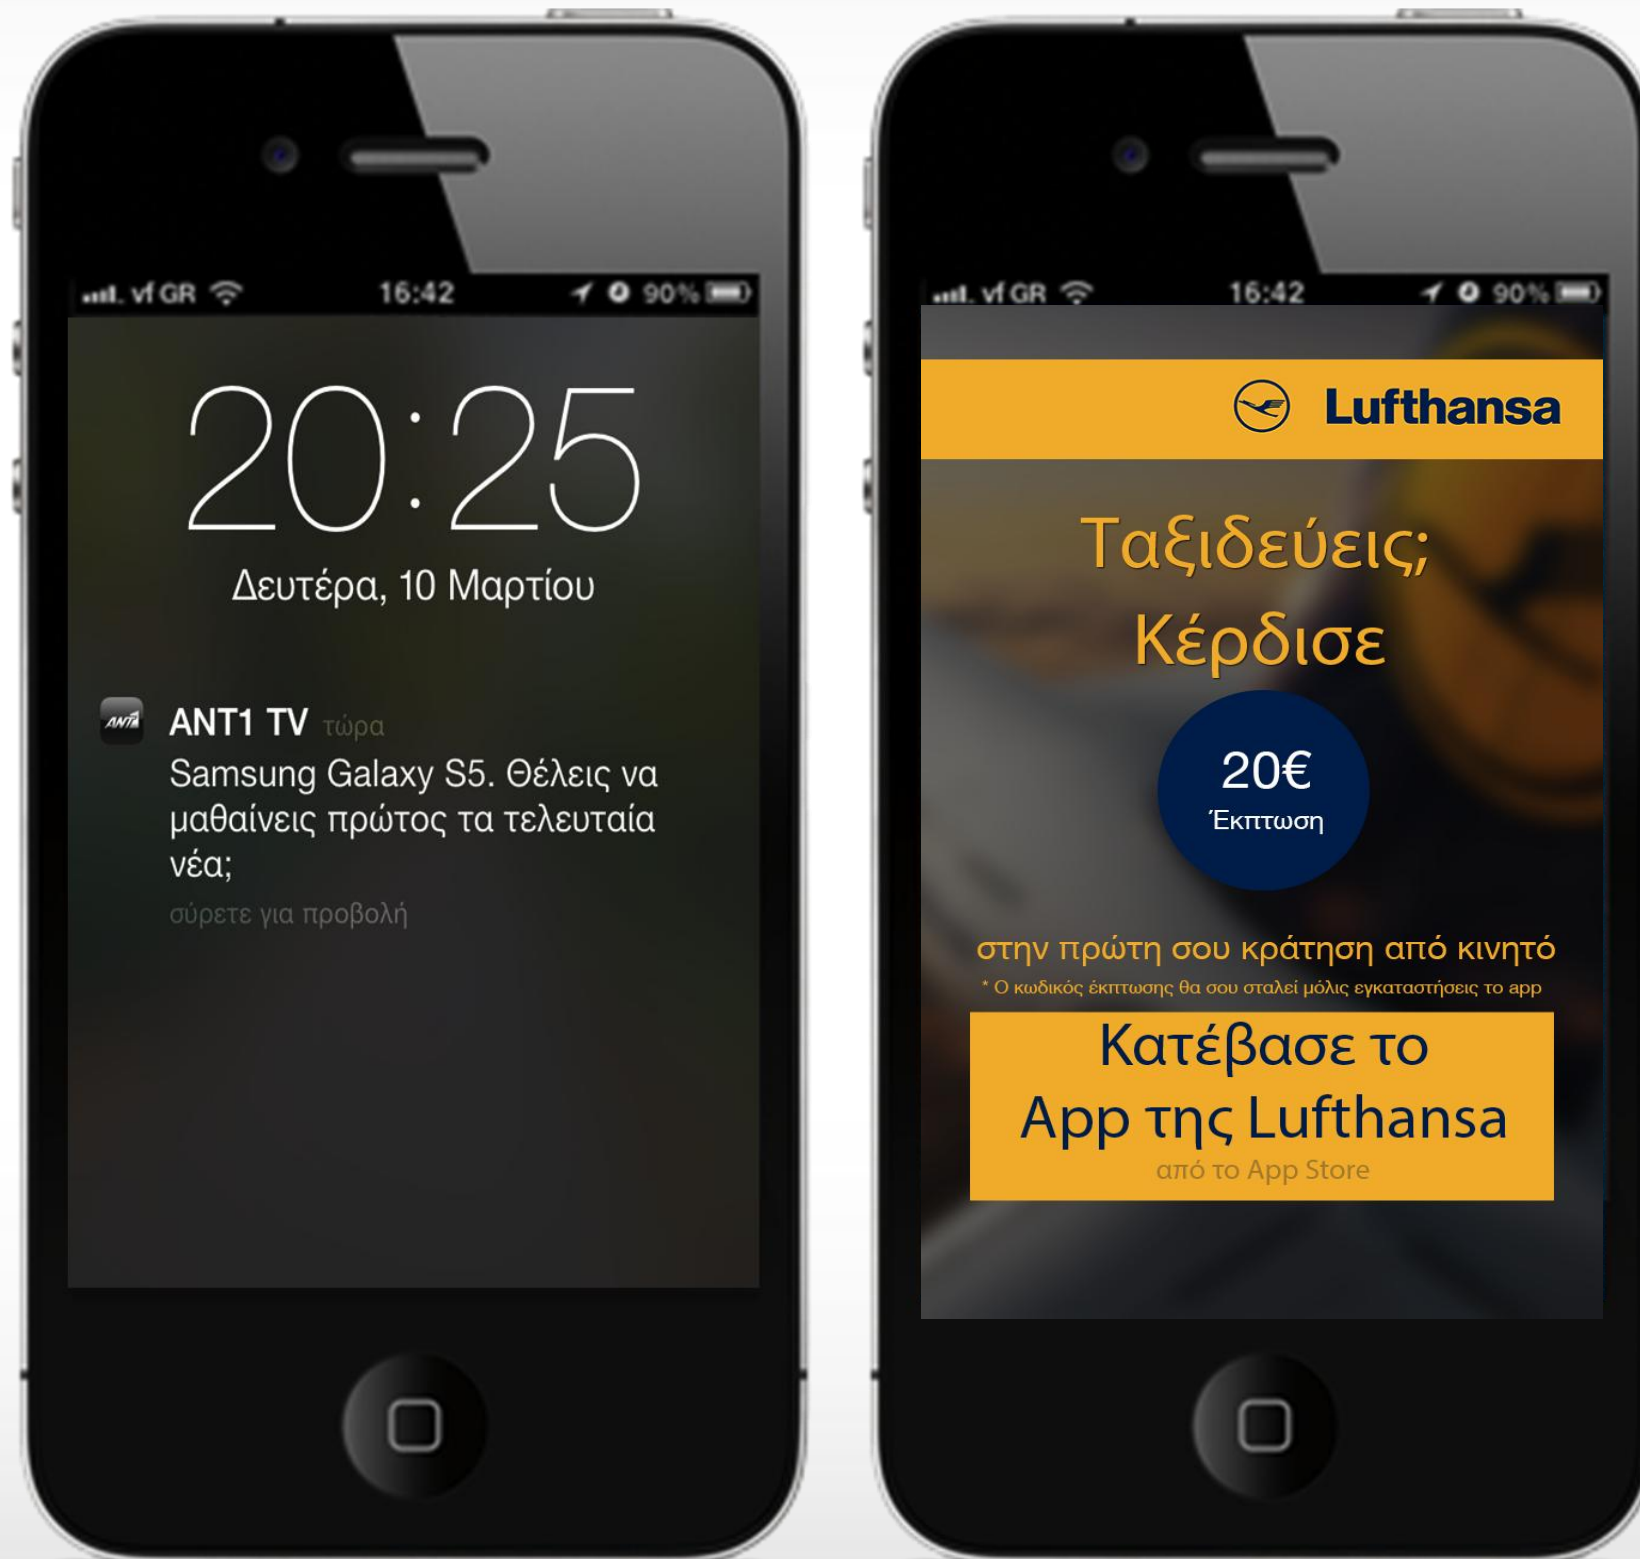 vf GR 16:42 90%
20:25
Δευτέρα, 10 Μαρτίου
ANT1
ANT1 TV τώρα
Samsung Galaxy S5. Θέλεις να
μαθαίνεις πρώτος τα τελευταία
νέα;
σύρετε για προβολή
vf GR 16:42 90%
Lufthansa
Ταξιδεύεις;
Κέρδισε
20€
Έκπτωση
στην πρώτη σου κράτηση από κινητό
* Ο κωδικός έκπτωσης θα σου σταλεί μόλις εγκαταστήσεις το app
Κατέβασε το
App της Lufthansa
από το App Store